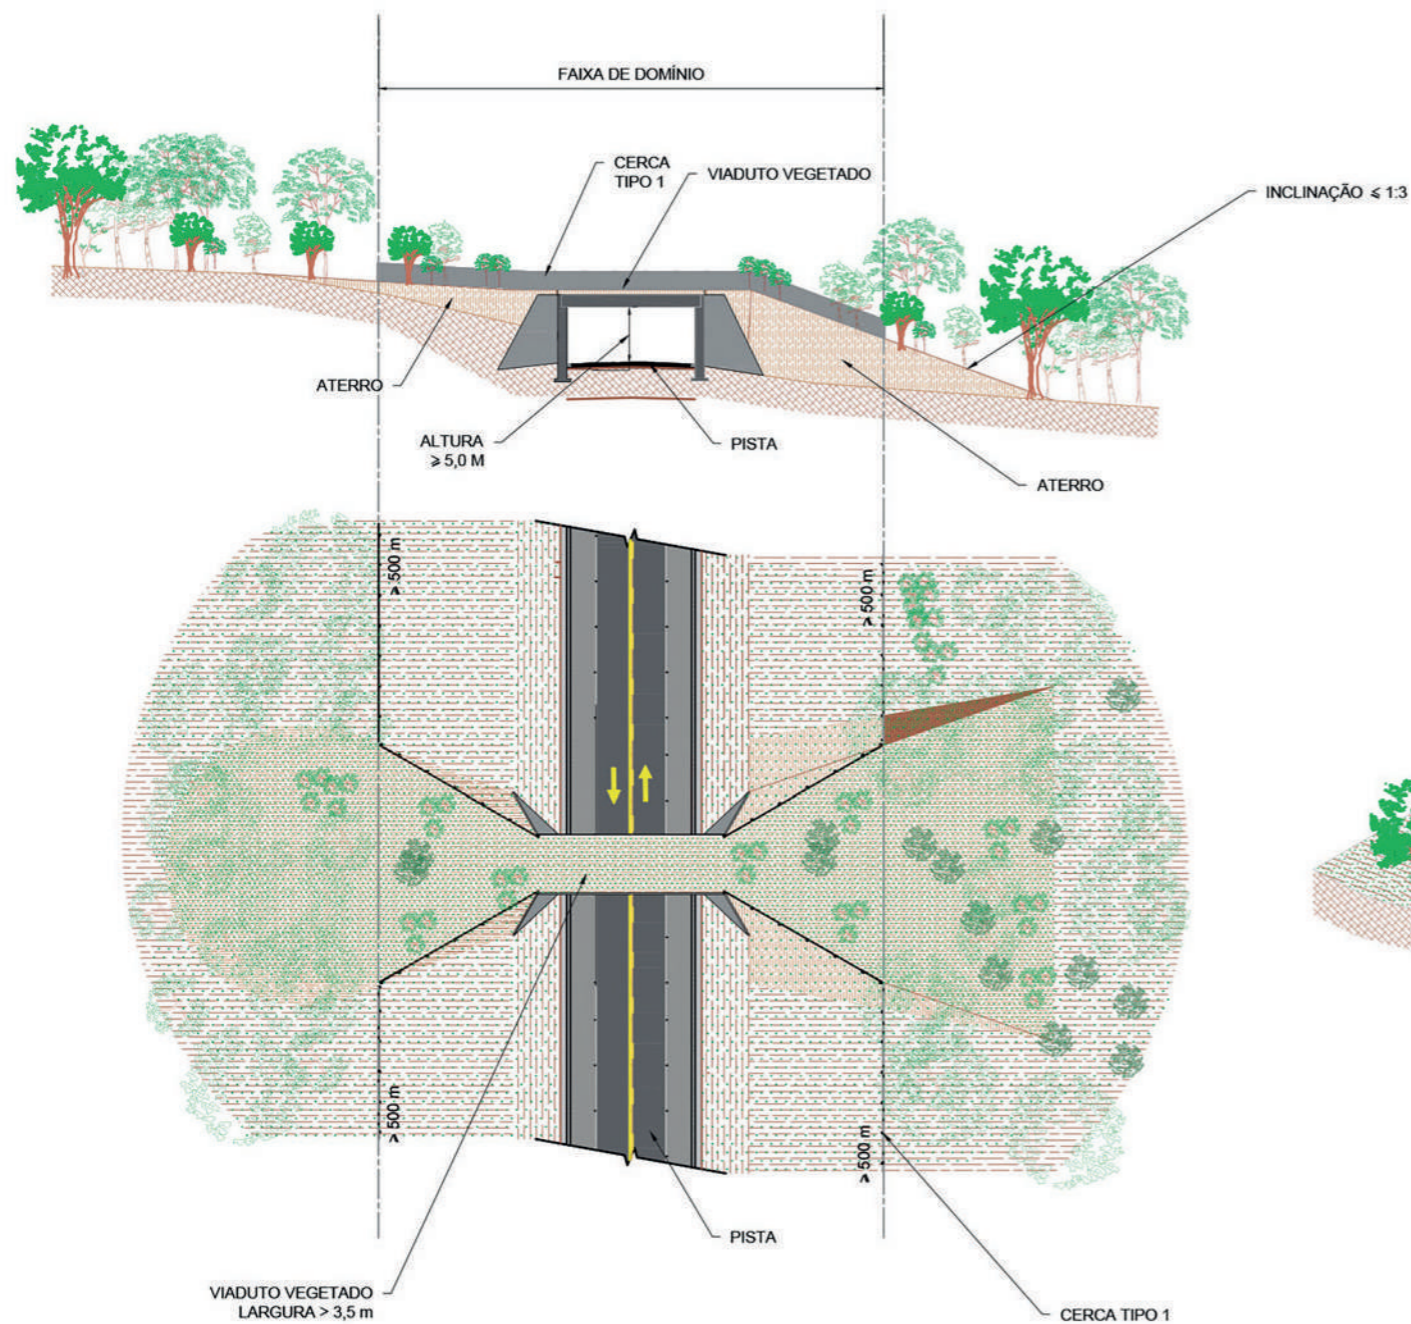 FAIXA DE DOMÍNIO
CERCA
TIPO 1
VIADUTO VEGETADO
INCLINAÇÃO ⩽ 1:3
ATERRO
ALTURA
⩾ 5,0 M
PISTA
ATERRO
⩾ 500 m
⩾ 500 m
⩾ 500 m
⩾ 500 m
PISTA
VIADUTO VEGETADO
LARGURA > 3,5 m
CERCA TIPO 1